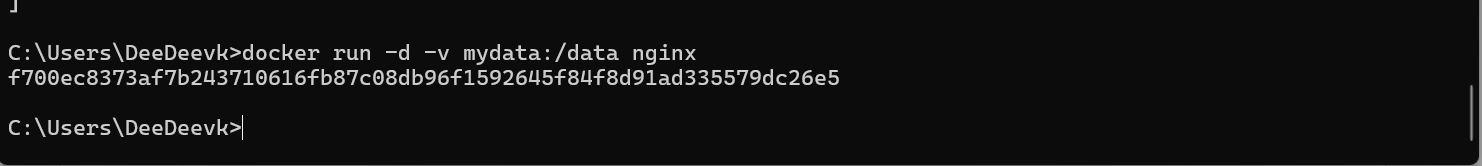 ]
C:\Users\DeeDeevk>docker run -d -v mydata:/data nginx
f700ec8373af7b243710616fb87c08db96f1592645f84f8d91ad335579dc26e5
C:\Users\DeeDeevk>